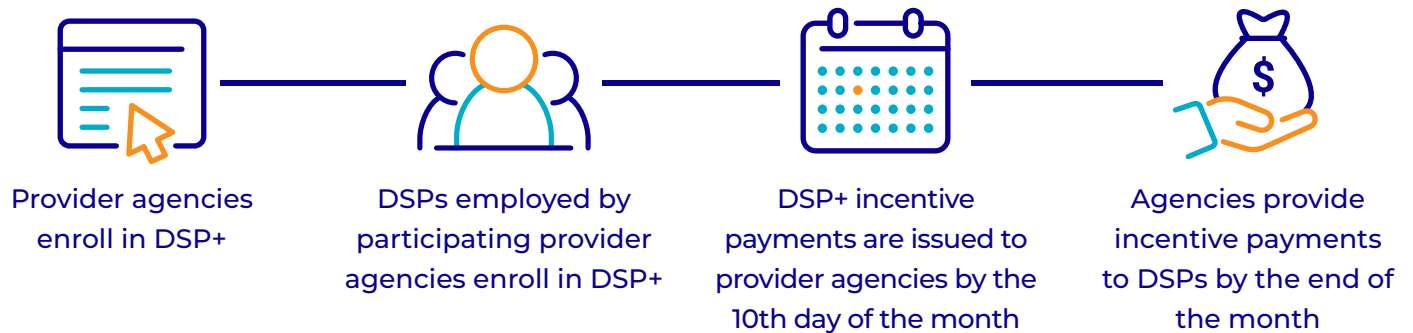 $
Provider agencies
enroll in DSP+
DSPs employed by
participating provider
agencies enroll in DSP+
DSP+ incentive
payments are issued to
provider agencies by the
10th day of the month
Agencies provide
incentive payments
to DSPs by the end of
the month